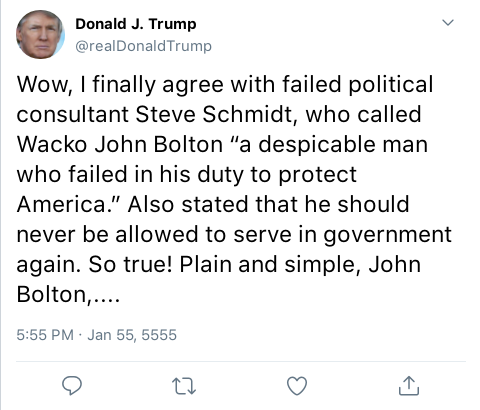 Donald J. Trump
@realDonaldTrump
Wow, I finally agree with failed political
consultant Steve Schmidt, who called
Wacko John Bolton “a despicable man
who failed in his duty to protect
America.” Also stated that he should
never be allowed to serve in government
again. So true! Plain and simple, John
Bolton,....
5:55 PM · Jan 55, 5555